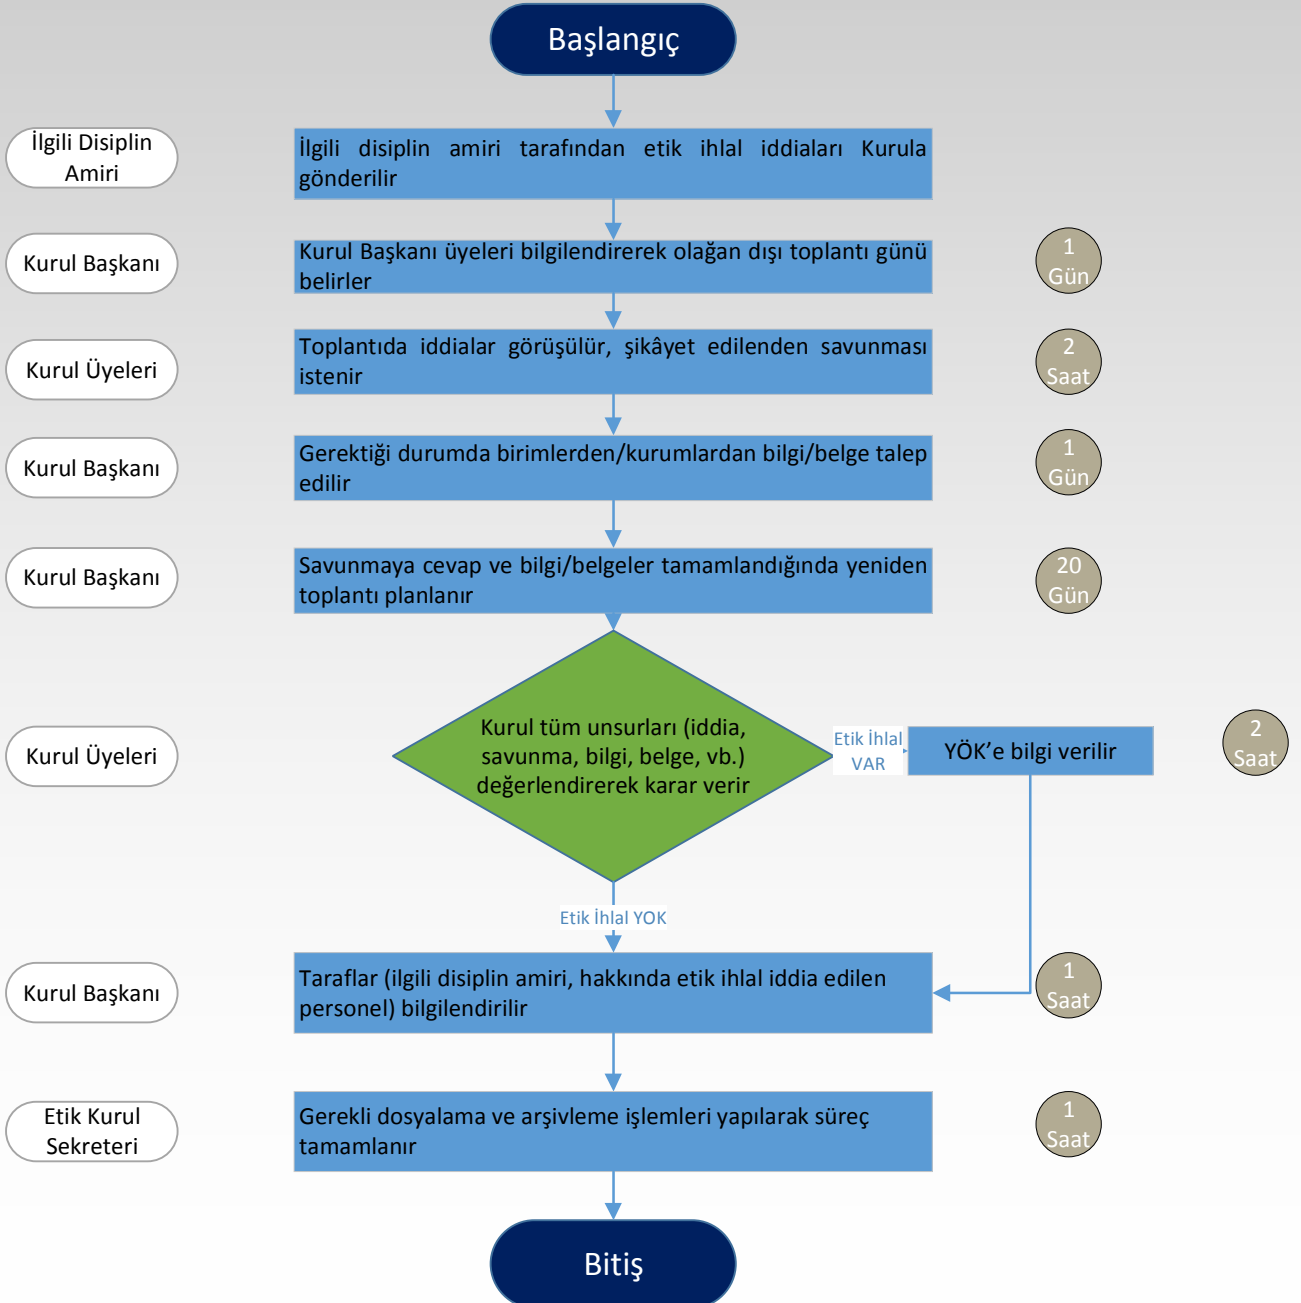 Başlangıç
İlgili Disiplin
Amiri
İlgili disiplin amiri tarafından etik ihlal iddiaları Kurula
gönderilir
Kurul Başkanı
Kurul Başkanı üyeleri bilgilendirerek olağan dışı toplantı günü
belirler
1
Gün
Kurul Üyeleri
Toplantıda iddialar görüşülür, şikâyet edilenden savunması
istenir
2
Saat
Kurul Başkanı
Gerektiği durumda birimlerden/kurumlardan bilgi/belge talep
edilir
1
Gün
Kurul Başkanı
Savunmaya cevap ve bilgi/belgeler tamamlandığında yeniden
toplantı planlanır
20
Gün
Kurul Üyeleri
Kurul tüm unsurları (iddia,
savunma, bilgi, belge, vb.)
değerlendirerek karar verir
Etik İhlal
VAR
YÖK’e bilgi verilir
2
Saat
Etik İhlal YOK
Kurul Başkanı
Taraflar (ilgili disiplin amiri, hakkında etik ihlal iddia edilen
personel) bilgilendirilir
1
Saat
Etik Kurul
Sekreteri
Gerekli dosyalama ve arşivleme işlemleri yapılarak süreç
tamamlanır
1
Saat
Bitiş